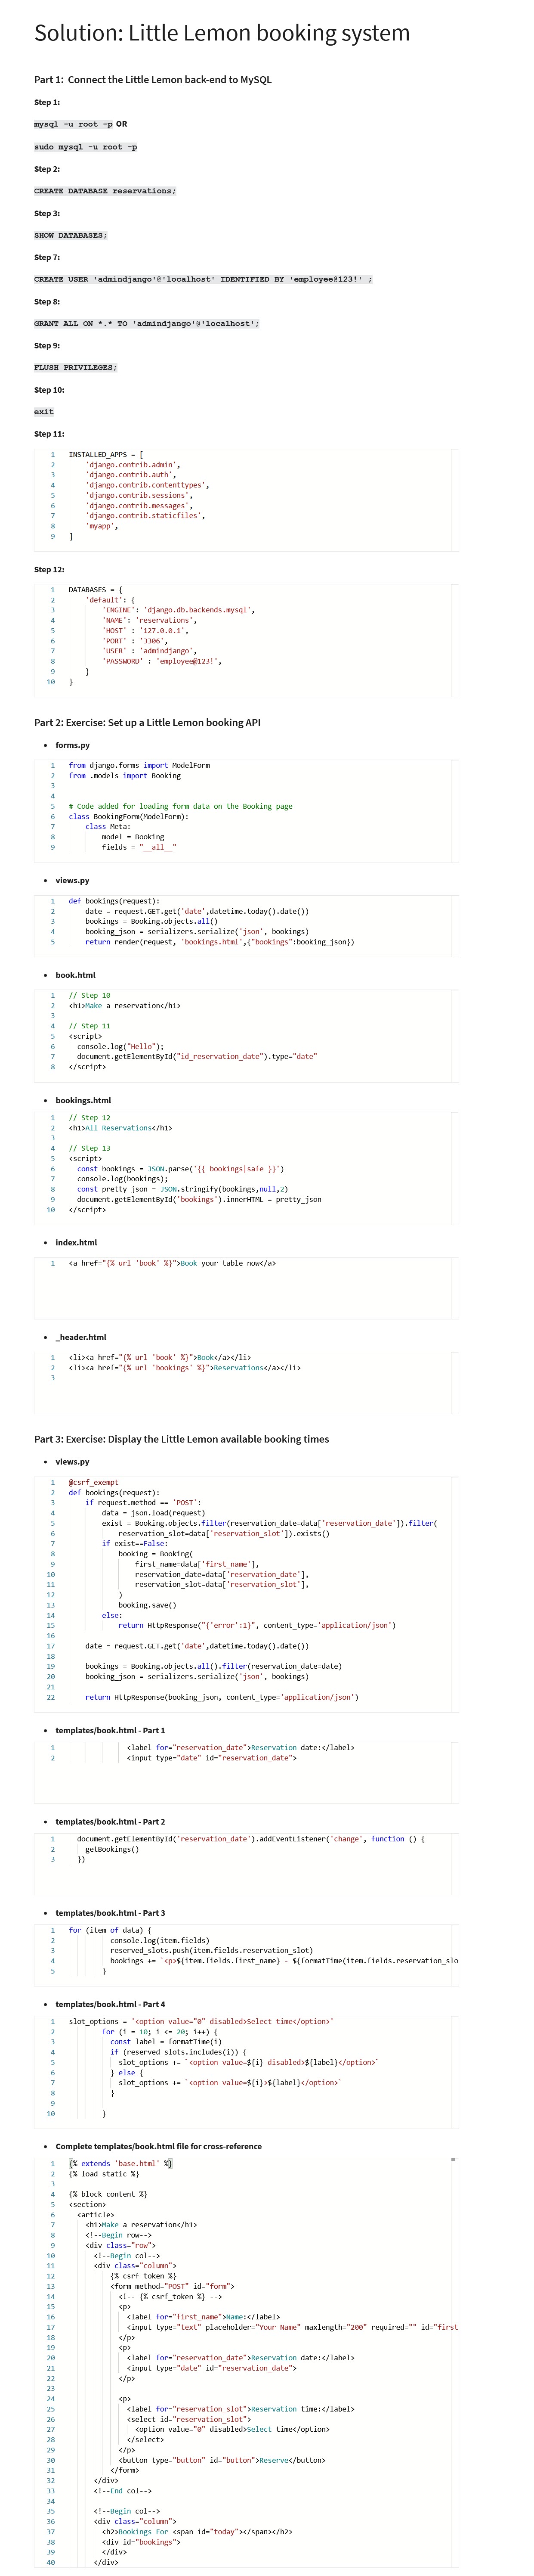 Solution: Little Lemon booking system
Part 1:  Connect the Little Lemon back-end to MySQL
Step 1:
mysql -u root -p OR
sudo mysql -u root -p
Step 2:
CREATE DATABASE reservations;
Step 3:
SHOW DATABASES;
Step 7:
CREATE USER 'admindjango'@'localhost' IDENTIFIED BY 'employee@123!' ;
Step 8:
GRANT ALL ON *.* TO 'admindjango'@'localhost';
Step 9:
FLUSH PRIVILEGES;
Step 10:
exit
Step 11:
1 INSTALLED_APPS = [
2     'django.contrib.admin',
3     'django.contrib.auth',
4     'django.contrib.contenttypes',
5     'django.contrib.sessions',
6     'django.contrib.messages',
7     'django.contrib.staticfiles',
8     'myapp',
9 ]
Step 12:
1 DATABASES = {
2     'default': {
3         'ENGINE': 'django.db.backends.mysql',
4         'NAME': 'reservations',
5         'HOST' : '127.0.0.1',
6         'PORT' : '3306',
7         'USER' : 'admindjango',
8         'PASSWORD' : 'employee@123!',
9     }
10 }
Part 2: Exercise: Set up a Little Lemon booking API
• forms.py
1 from django.forms import ModelForm
2 from .models import Booking
3
4
5 # Code added for loading form data on the Booking page
6 class BookingForm(ModelForm):
7     class Meta:
8         model = Booking
9         fields = "__all__"
• views.py
1 def bookings(request):
2     date = request.GET.get('date',datetime.today().date())
3     bookings = Booking.objects.all()
4     booking_json = serializers.serialize('json', bookings)
5     return render(request, 'bookings.html',{"bookings":booking_json})
• book.html
1 // Step 10
2 <h1>Make a reservation</h1>
3
4 // Step 11
5 <script>
6   console.log("Hello");
7   document.getElementById("id_reservation_date").type="date"
8 </script>
• bookings.html
1 // Step 12
2 <h1>All Reservations</h1>
3
4 // Step 13
5 <script>
6   const bookings = JSON.parse('{{ bookings|safe }}')
7   console.log(bookings);
8   const pretty_json = JSON.stringify(bookings,null,2)
9   document.getElementById('bookings').innerHTML = pretty_json
10 </script>
• index.html
1 <a href="{% url 'book' %}">Book your table now</a>
• _header.html
1 <li><a href="{% url 'book' %}">Book</a></li>
2 <li><a href="{% url 'bookings' %}">Reservations</a></li>
3
Part 3: Exercise: Display the Little Lemon available booking times
• views.py
1 @csrf_exempt
2 def bookings(request):
3     if request.method == 'POST':
4         data = json.load(request)
5         exist = Booking.objects.filter(reservation_date=data['reservation_date']).filter(
6             reservation_slot=data['reservation_slot']).exists()
7         if exist==False:
8             booking = Booking(
9                 first_name=data['first_name'],
10                 reservation_date=data['reservation_date'],
11                 reservation_slot=data['reservation_slot'],
12             )
13             booking.save()
14         else:
15             return HttpResponse("{'error':1}", content_type='application/json')
16
17     date = request.GET.get('date',datetime.today().date())
18
19     bookings = Booking.objects.all().filter(reservation_date=date)
20     booking_json = serializers.serialize('json', bookings)
21
22     return HttpResponse(booking_json, content_type='application/json')
• templates/book.html - Part 1
1               <label for="reservation_date">Reservation date:</label>
2               <input type="date" id="reservation_date">
• templates/book.html - Part 2
1   document.getElementById('reservation_date').addEventListener('change', function () {
2     getBookings()
3   })
• templates/book.html - Part 3
1 for (item of data) {
2           console.log(item.fields)
3           reserved_slots.push(item.fields.reservation_slot)
4           bookings += `<p>${item.fields.first_name} - ${formatTime(item.fields.reservation_slo
5         }
• templates/book.html - Part 4
1 slot_options = '<option value="0" disabled>Select time</option>'
2         for (i = 10; i <= 20; i++) {
3           const label = formatTime(i)
4           if (reserved_slots.includes(i)) {
5             slot_options += `<option value=${i} disabled>${label}</option>`
6           } else {
7             slot_options += `<option value=${i}>${label}</option>`
8           }
9
10         }
• Complete templates/book.html file for cross-reference
1 {% extends 'base.html' %}
2 {% load static %}
3
4 {% block content %}
5 <section>
6   <article>
7     <h1>Make a reservation</h1>
8     <!--Begin row-->
9     <div class="row">
10       <!--Begin col-->
11       <div class="column">
12           {% csrf_token %}
13           <form method="POST" id="form">
14             <!-- {% csrf_token %} -->
15             <p>
16               <label for="first_name">Name:</label>
17               <input type="text" placeholder="Your Name" maxlength="200" required="" id="first
18             </p>
19             <p>
20               <label for="reservation_date">Reservation date:</label>
21               <input type="date" id="reservation_date">
22             </p>
23
24             <p>
25               <label for="reservation_slot">Reservation time:</label>
26               <select id="reservation_slot">
27                 <option value="0" disabled>Select time</option>
28               </select>
29             </p>
30             <button type="button" id="button">Reserve</button>
31           </form>
32       </div>
33       <!--End col-->
34
35       <!--Begin col-->
36       <div class="column">
37         <h2>Bookings For <span id="today"></span></h2>
38         <div id="bookings">
39         </div>
40       </div>